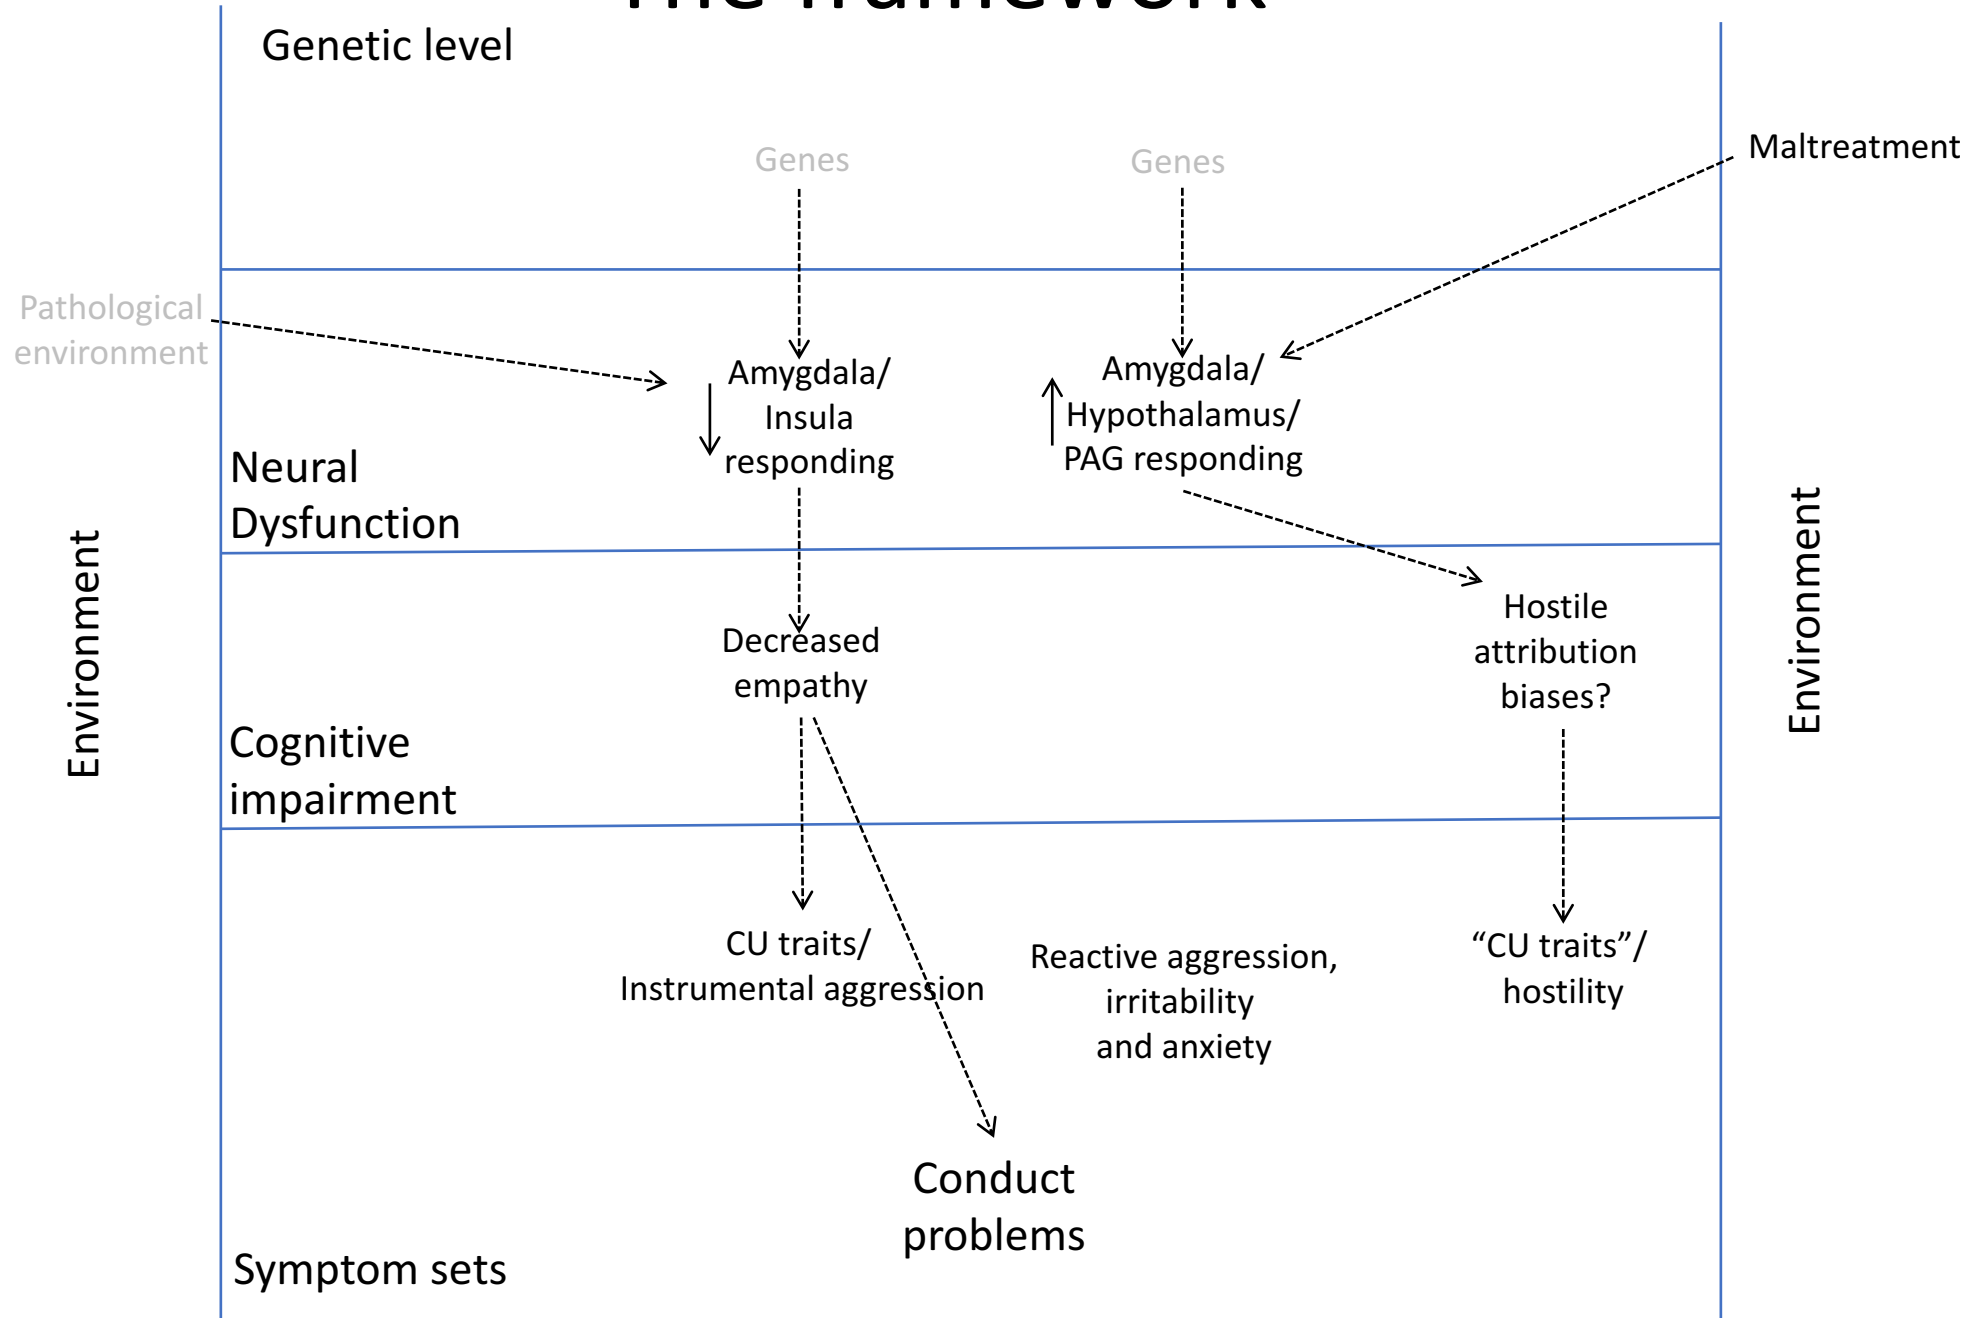 The framework
Genetic level
Genes
Genes
Maltreatment
Pathological
environment
Amygdala/
Insula
responding
Amygdala/
Hypothalamus/
PAG responding
Neural
Dysfunction
Environment
Environment
Decreased
empathy
Hostile
attribution
biases?
Cognitive
impairment
CU traits/
Instrumental aggression
Reactive aggression,
irritability
and anxiety
“CU traits”/
hostility
Conduct
problems
Symptom sets